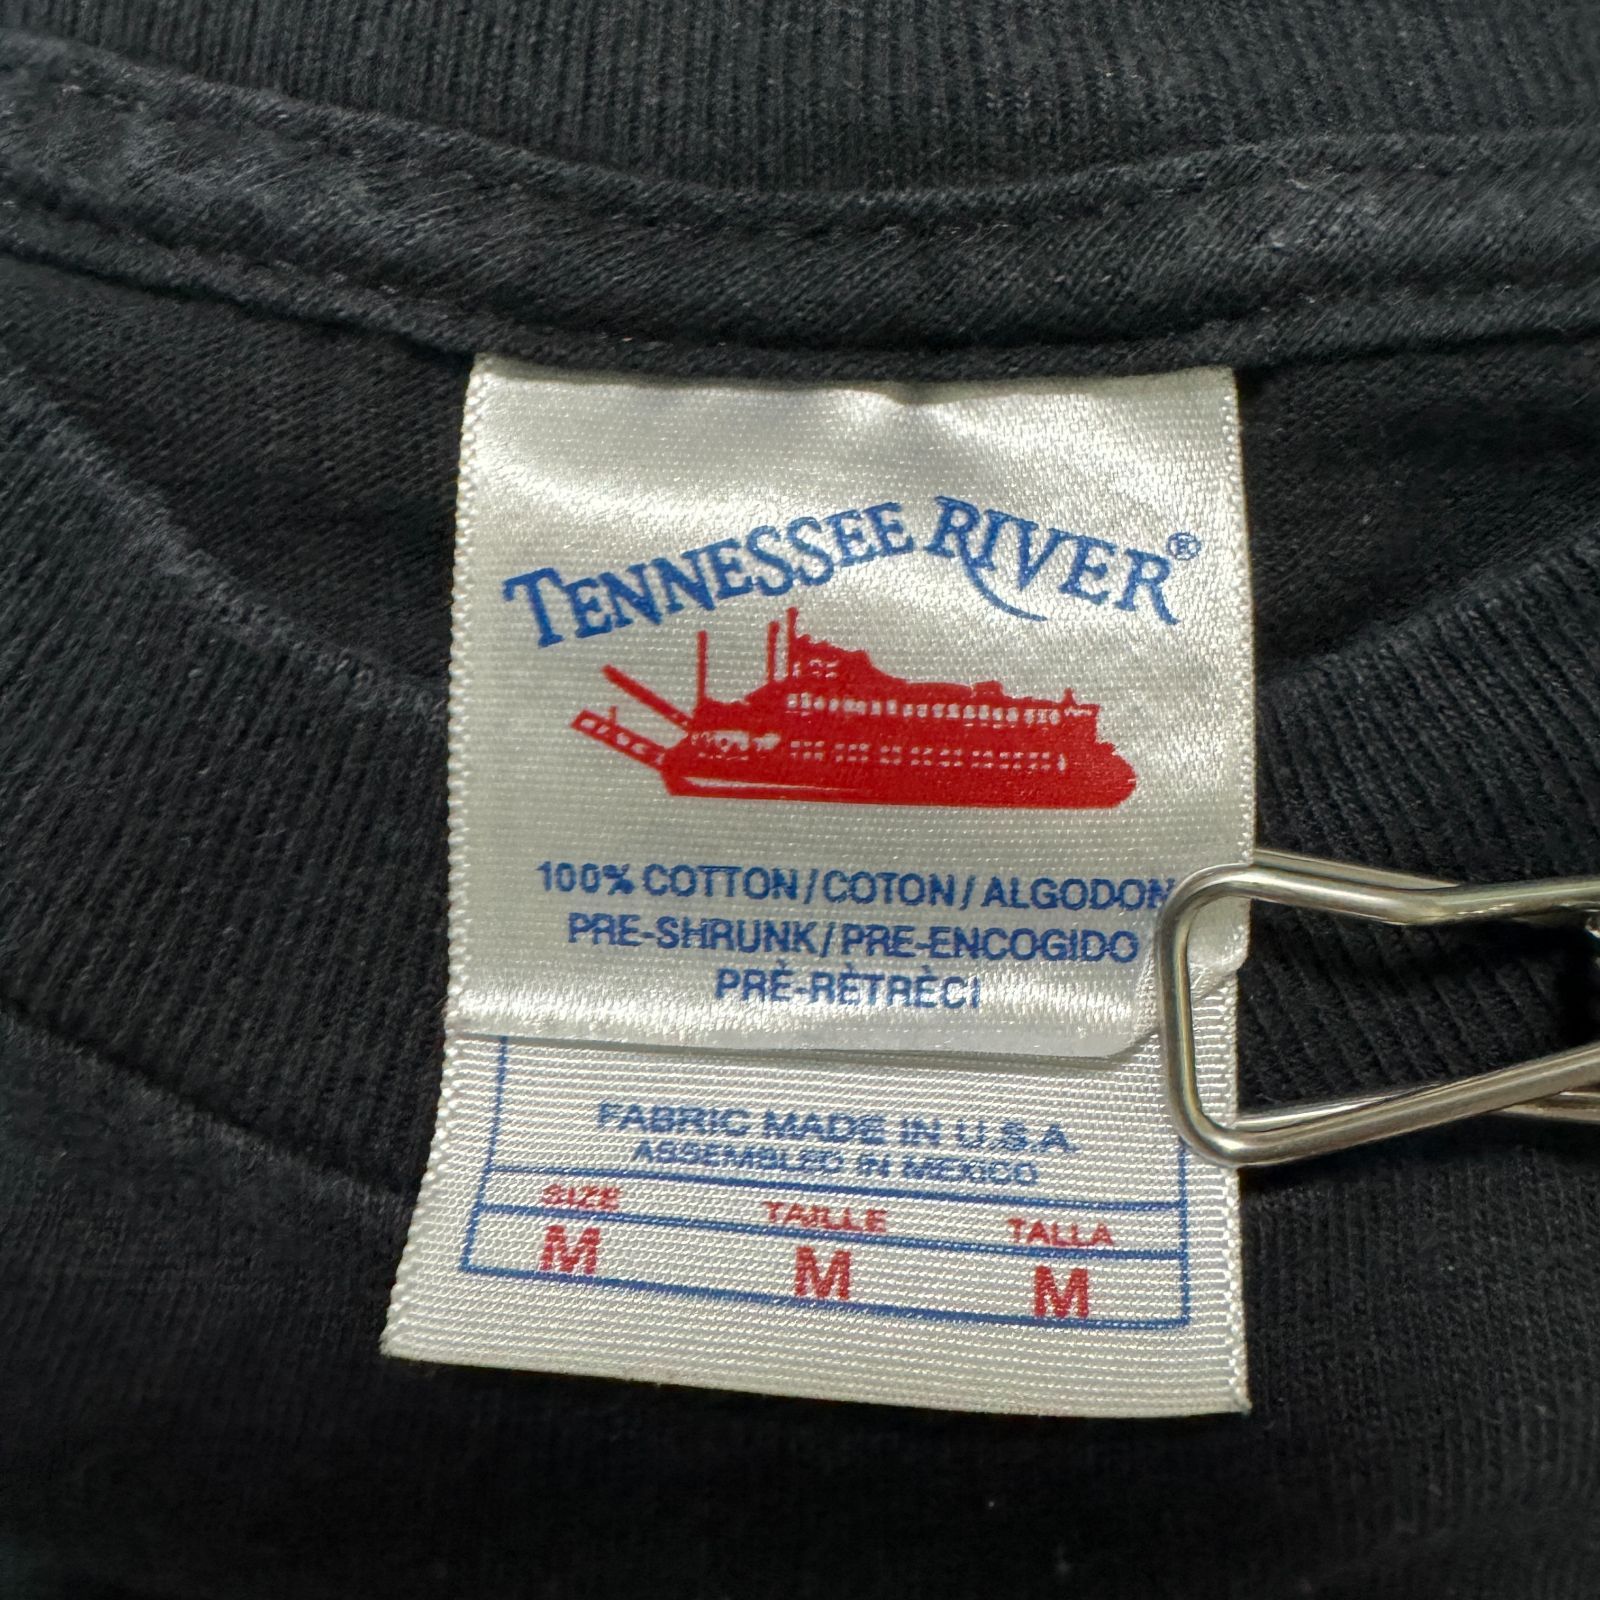 TENNESSEE RIVER®
100% COTTON/COTON/ALGODON
PRE-SHRUNK/PRE-ENCOGIDO
PRÈ-RÈTRÈCI
FABRIC MADE IN U.S.A.
ASSEMBLED IN MEXICO
SIZE TAILLE TALLA
M M M